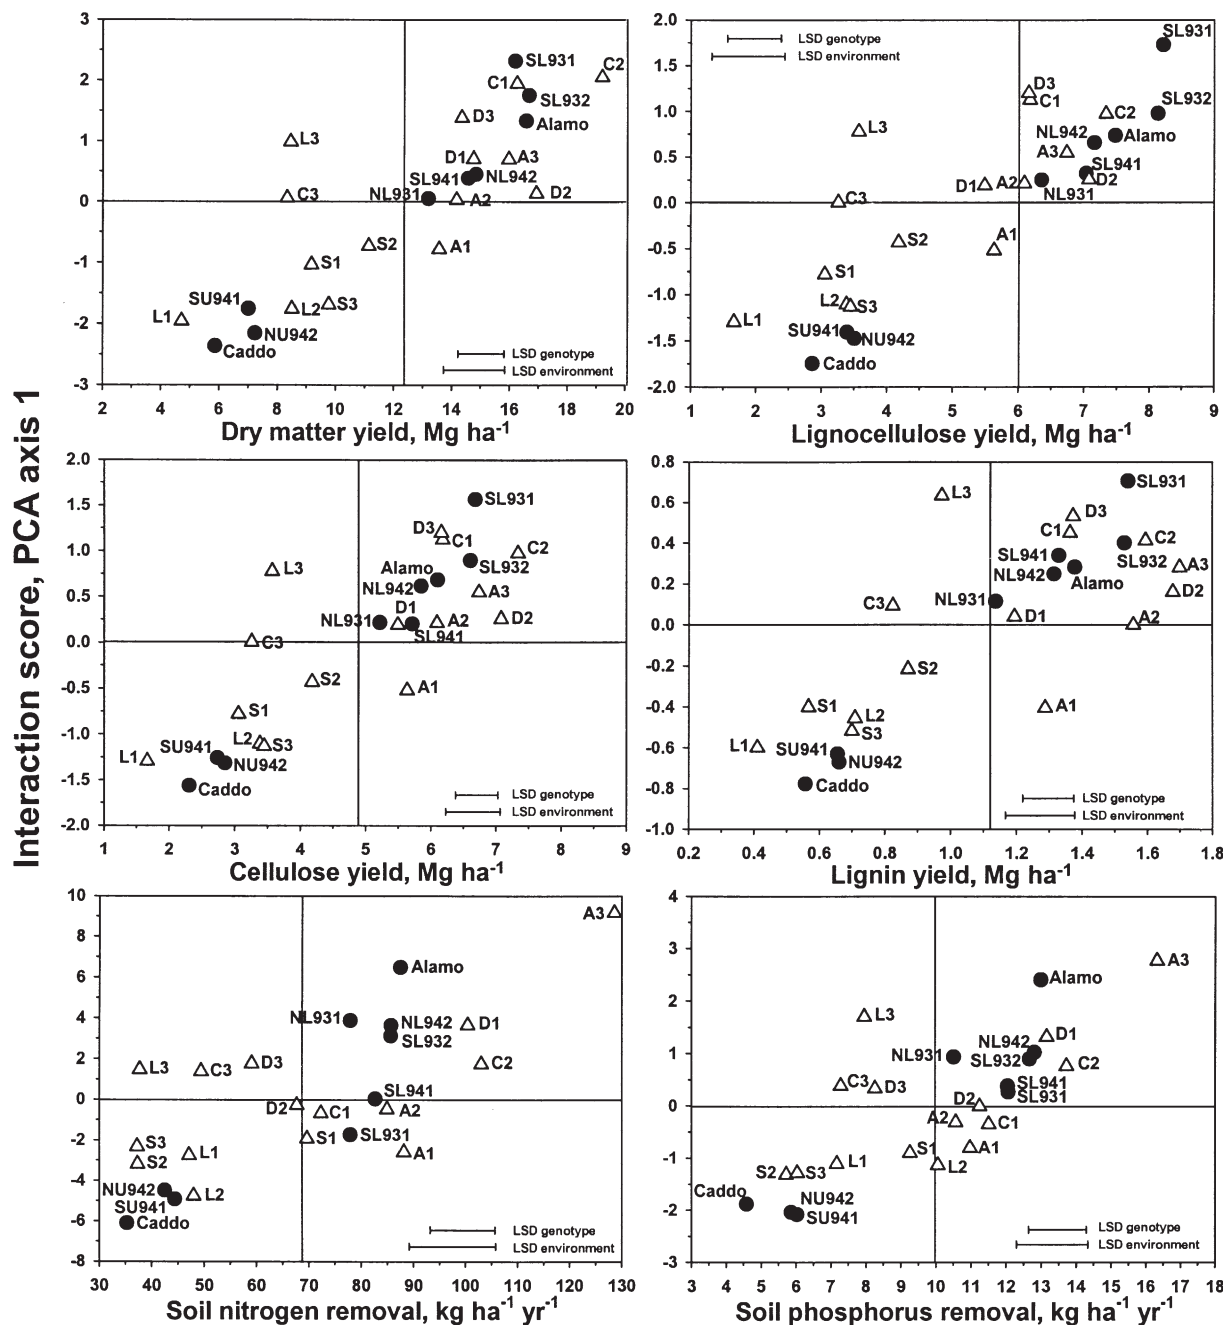 Interaction score, PCA axis 1
3
2
1
0
-1
-2
-3
2 4 6 8 10 12 14 16 18 20
Dry matter yield, Mg ha-1
SL931
C2
C1
SL932
D3
Alamo
L3
D1
A3
SL941
NL942
C3
NL931
A2
D2
S2
A1
S1
SU941
L2
S3
L1
NU942
Caddo
LSD genotype
LSD environment
2.0
1.5
1.0
0.5
0.0
-0.5
-1.0
-1.5
-2.0
1 2 3 4 5 6 7 8 9
Lignocellulose yield, Mg ha-1
LSD genotype
LSD environment
SL931
D3
C1
SL932
C2
L3
NL942
Alamo
A3
SL941
D1
A2
D2
NL931
C3
S2
A1
S1
L2
S3
L1
SU941
NU942
Caddo
2.0
1.5
1.0
0.5
0.0
-0.5
-1.0
-1.5
-2.0
1 2 3 4 5 6 7 8 9
Cellulose yield, Mg ha-1
SL931
D3
C1
C2
SL932
L3
Alamo
NL942
A3
D1
NL931
A2
D2
SL941
C3
S2
A1
S1
SU941
L2
S3
L1
NU942
Caddo
LSD genotype
LSD environment
0.8
0.6
0.4
0.2
0.0
-0.2
-0.4
-0.6
-0.8
-1.0
0.2 0.4 0.6 0.8 1.0 1.2 1.4 1.6 1.8
Lignin yield, Mg ha-1
SL931
L3
D3
C1
C2
SL941
SL932
A3
NL942
Alamo
D2
C3
NL931
D1
A2
S2
S1
L2
A1
S3
L1
SU941
NU942
Caddo
LSD genotype
LSD environment
10
8
6
4
2
0
-2
-4
-6
-8
30 40 50 60 70 80 90 100 110 120 130
Soil nitrogen removal, kg ha-1 yr-1
A3
Alamo
NL931
NL942
D1
SL932
L3
C3
D3
C2
SL941
D2
C1
A2
S3
S1
SL931
S2
L1
A1
NU942
L2
SU941
Caddo
LSD genotype
LSD environment
4
3
2
1
0
-1
-2
-3
3 4 5 6 7 8 9 10 11 12 13 14 15 16 17 18
Soil phosphorus removal, kg ha-1 yr-1
A3
Alamo
L3
D1
NL942
NL931
SL932
C2
C3
D3
SL941
SL931
D2
A2
C1
S1
A1
S2
S3
L1
L2
Caddo
NU942
SU941
LSD genotype
LSD environment